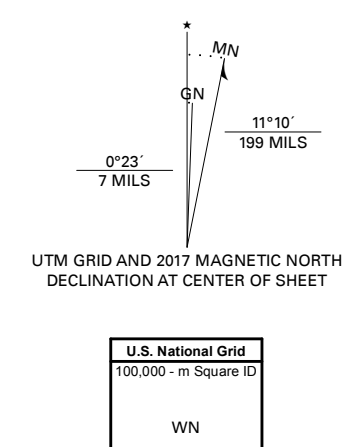 ★
MN
GN
11°10´
199 MILS
0°23´
7 MILS
UTM GRID AND 2017 MAGNETIC NORTH
DECLINATION AT CENTER OF SHEET
U.S. National Grid
100,000 - m Square ID
WN